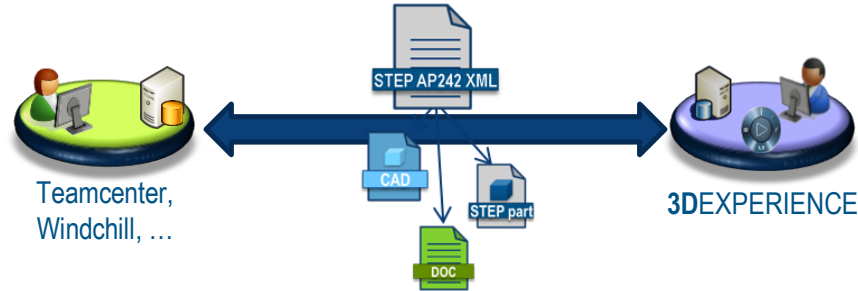 STEP AP242 XML
CAD
STEP part
DOC
Teamcenter,
Windchill, …
3DEXPERIENCE